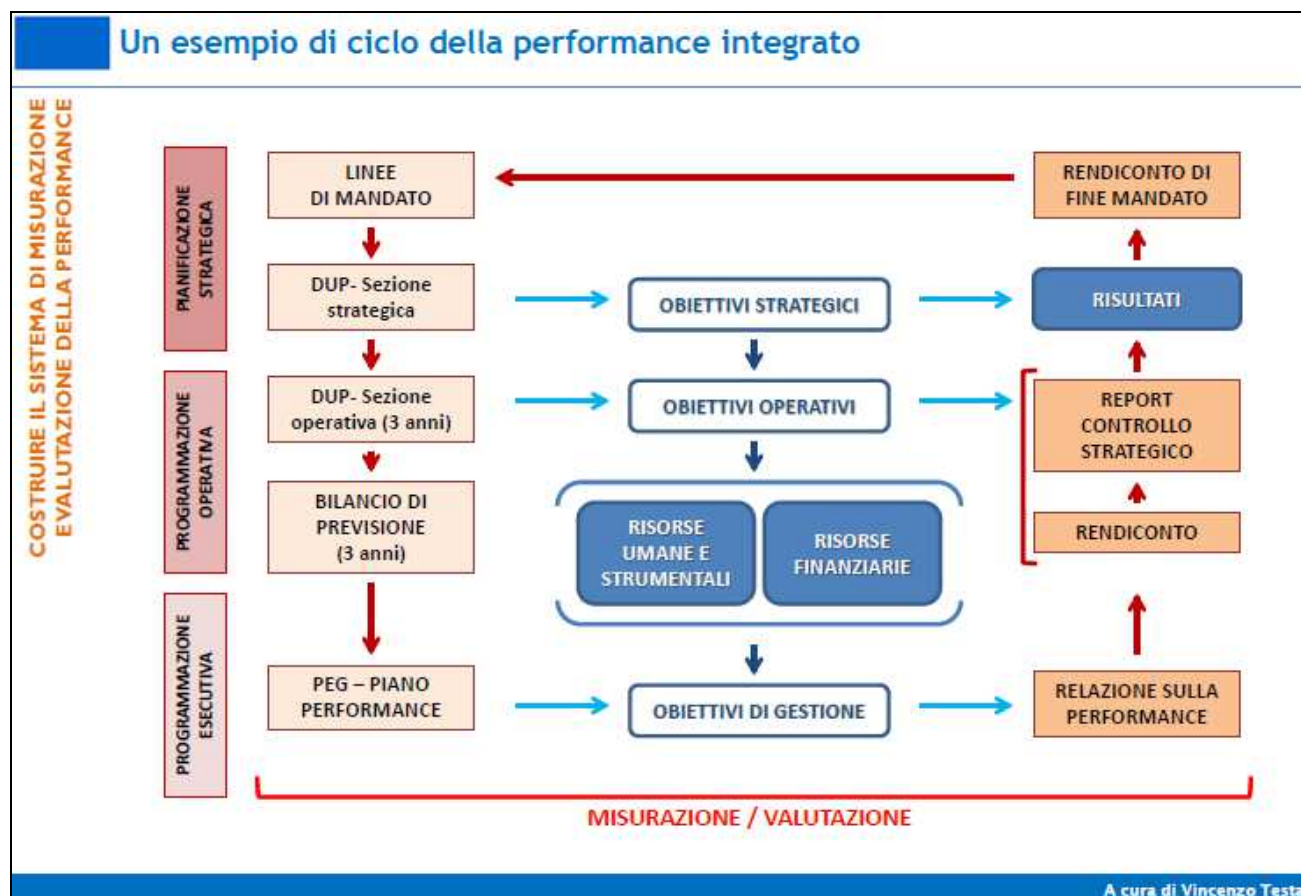 Un esempio di ciclo della performance integrato
COSTRUIRE IL SISTEMA DI MISURAZIONE
EVALUTAZIONE DELLA PERFORMANCE
PIANIFICAZIONE
STRATEGICA
LINEE
DI MANDATO
RENDICONTO DI
FINE MANDATO
DUP- Sezione
strategica
OBIETTIVI STRATEGICI
RISULTATI
PROGRAMMAZIONE
OPERATIVA
DUP- Sezione
operativa (3 anni)
OBIETTIVI OPERATIVI
REPORT
CONTROLLO
STRATEGICO
BILANCIO DI
PREVISIONE
(3 anni)
RISORSE
UMANE E
STRUMENTALI
RISORSE
FINANZIARIE
RENDICONTO
PROGRAMMAZIONE
ESECUTIVA
PEG – PIANO
PERFORMANCE
OBIETTIVI DI GESTIONE
RELAZIONE SULLA
PERFORMANCE
MISURAZIONE / VALUTAZIONE
A cura di Vincenzo Testa